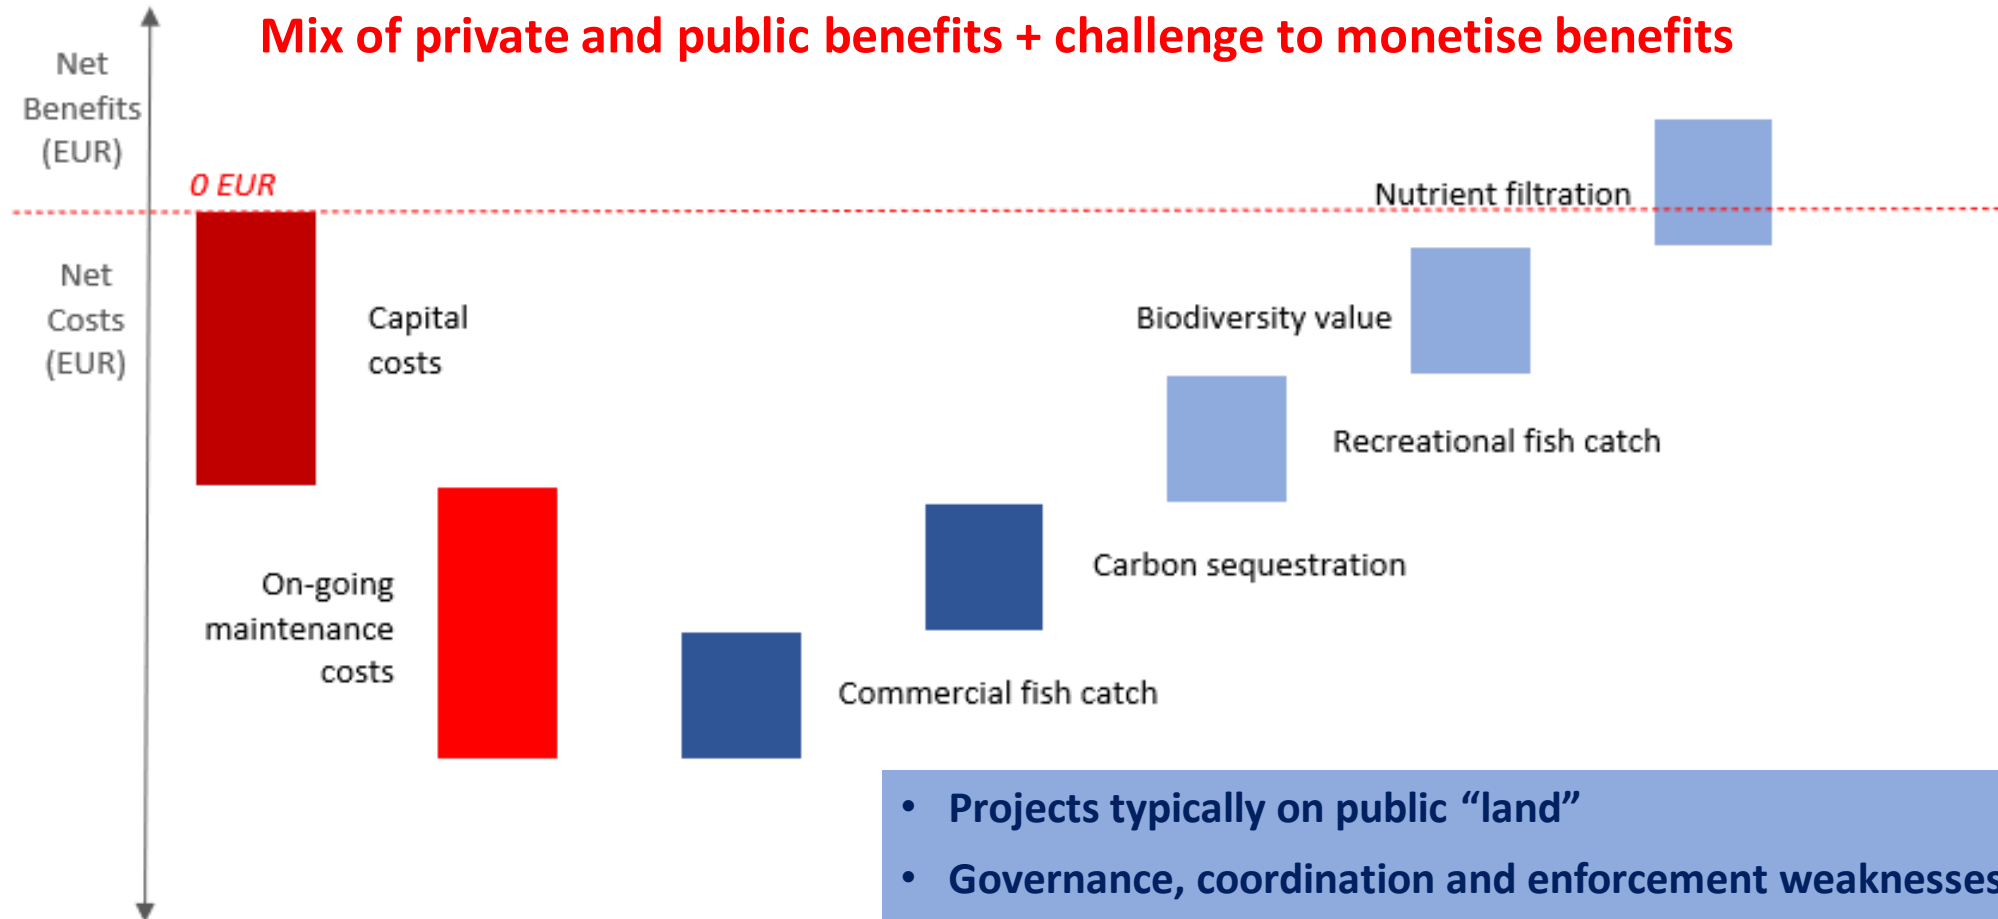 Mix of private and public benefits + challenge to monetise benefits
Net
Benefits
(EUR)
0 EUR
Nutrient filtration
Net
Costs
(EUR)
Capital
costs
Biodiversity value
Recreational fish catch
On-going
maintenance
costs
Carbon sequestration
Commercial fish catch
• Projects typically on public “land”
• Governance, coordination and enforcement weaknesses